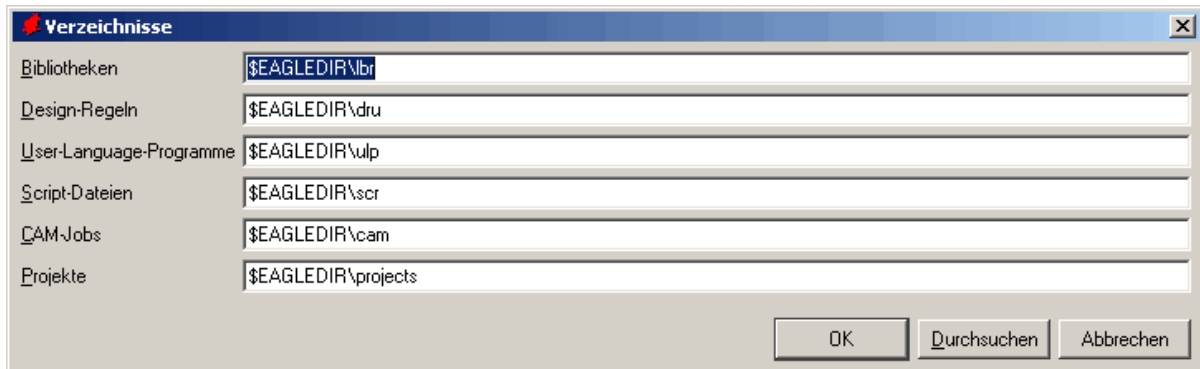 Verzeichnisse
Bibliotheken $EAGLEDIR\lbr
Design-Regeln $EAGLEDIR\dru
User-Language-Programme $EAGLEDIR\ulp
Script-Dateien $EAGLEDIR\scr
CAM-Jobs $EAGLEDIR\cam
Projekte $EAGLEDIR\projects
OK Durchsuchen Abbrechen